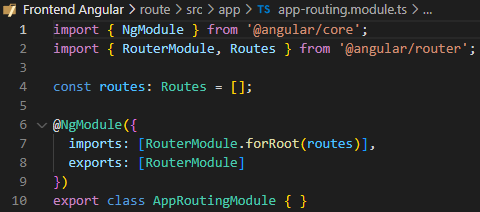 Frontend Angular > route > src > app > TS app-routing.module.ts > ...
1 import { NgModule } from '@angular/core';
2 import { RouterModule, Routes } from '@angular/router';
3
4 const routes: Routes = [];
5
6 @NgModule({
7   imports: [RouterModule.forRoot(routes)],
8   exports: [RouterModule]
9 })
10 export class AppRoutingModule { }